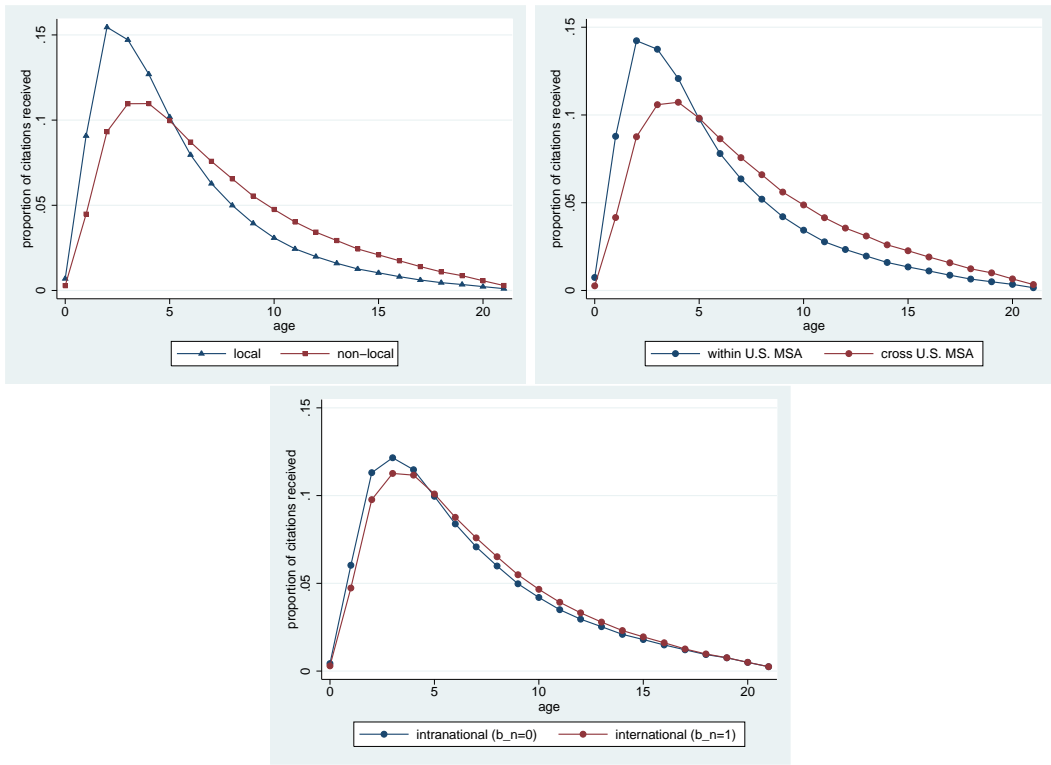 proportion of citations received
.15
.1
.05
0
0 5 10 15 20
age
local non−local
proportion of citations received
.15
.1
.05
0
0 5 10 15 20
age
within U.S. MSA cross U.S. MSA
proportion of citations received
.15
.1
.05
0
0 5 10 15 20
age
intranational (b_n=0) international (b_n=1)